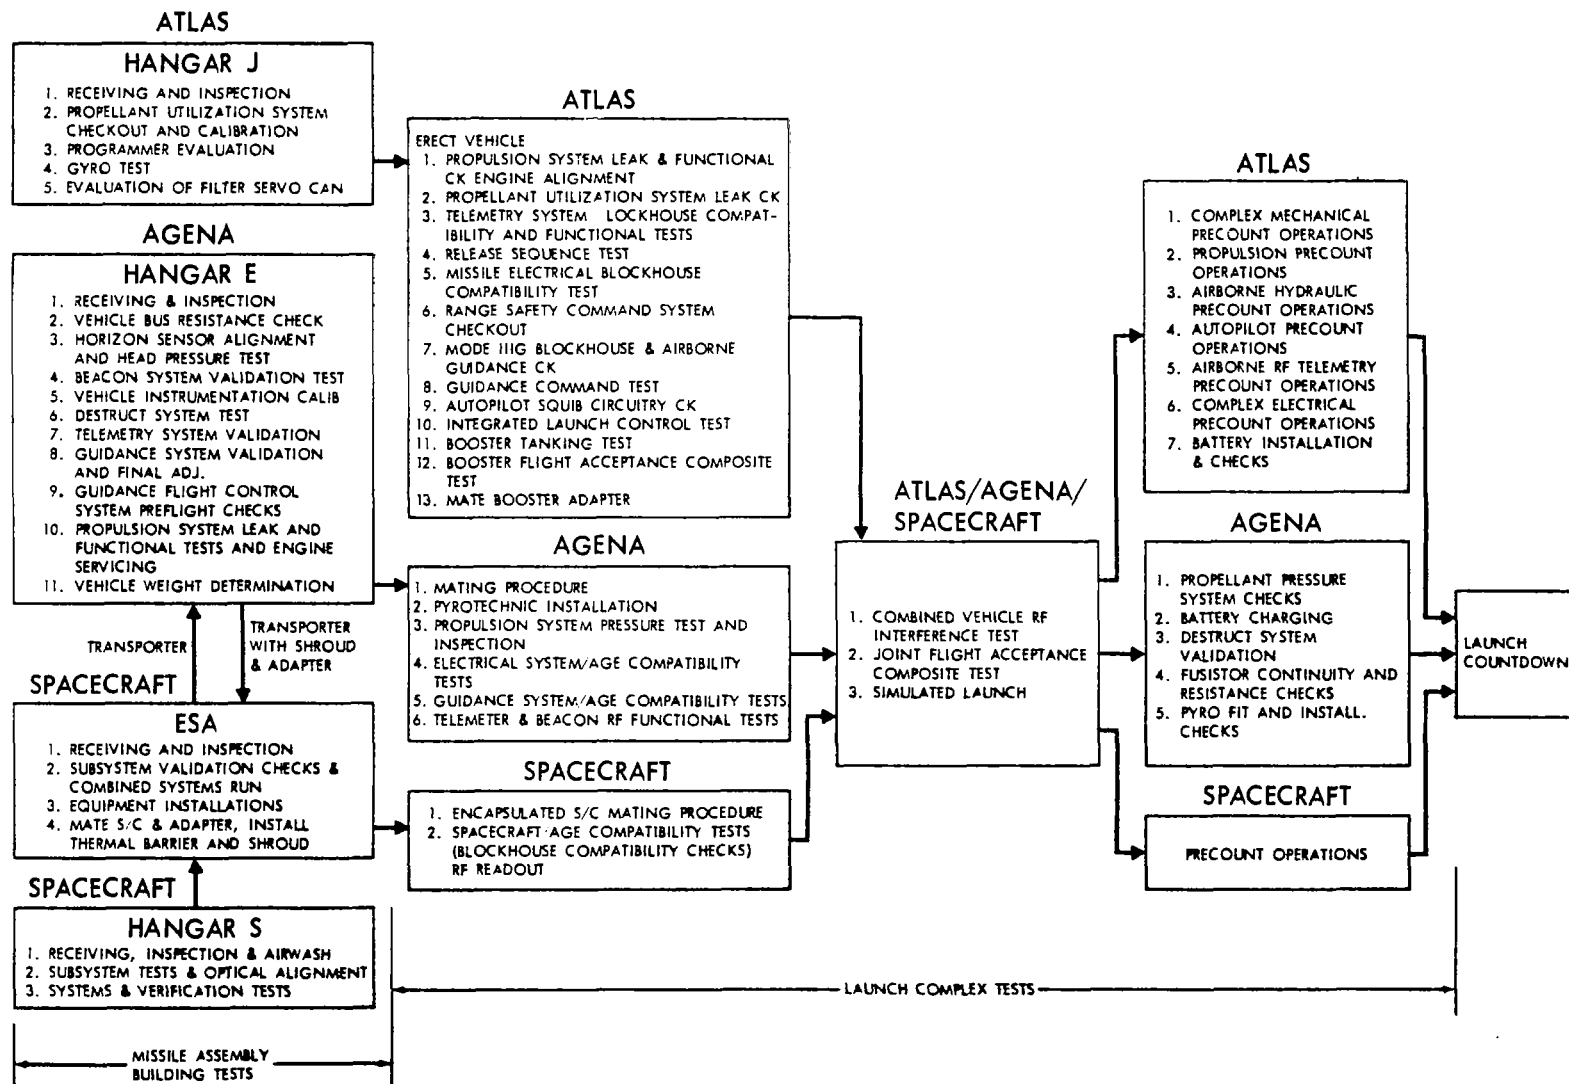 ATLAS
HANGAR J
1. RECEIVING AND INSPECTION
2. PROPELLANT UTILIZATION SYSTEM
CHECKOUT AND CALIBRATION
3. PROGRAMMER EVALUATION
4. GYRO TEST
5. EVALUATION OF FILTER SERVO CAN
AGENA
HANGAR E
1. RECEIVING & INSPECTION
2. VEHICLE BUS RESISTANCE CHECK
3. HORIZON SENSOR ALIGNMENT
AND HEAD PRESSURE TEST
4. BEACON SYSTEM VALIDATION TEST
5. VEHICLE INSTRUMENTATION CALIB
6. DESTRUCT SYSTEM TEST
7. TELEMETRY SYSTEM VALIDATION
8. GUIDANCE SYSTEM VALIDATION
AND FINAL ADJ.
9. GUIDANCE FLIGHT CONTROL
SYSTEM PREFLIGHT CHECKS
10. PROPULSION SYSTEM LEAK AND
FUNCTIONAL TESTS AND ENGINE
SERVICING
11. VEHICLE WEIGHT DETERMINATION
TRANSPORTER
TRANSPORTER
WITH SHROUD
& ADAPTER
SPACECRAFT
ESA
1. RECEIVING AND INSPECTION
2. SUBSYSTEM VALIDATION CHECKS &
COMBINED SYSTEMS RUN
3. EQUIPMENT INSTALLATIONS
4. MATE S/C & ADAPTER, INSTALL
THERMAL BARRIER AND SHROUD
SPACECRAFT
HANGAR S
1. RECEIVING, INSPECTION & AIRWASH
2. SUBSYSTEM TESTS & OPTICAL ALIGNMENT
3. SYSTEMS & VERIFICATION TESTS
MISSILE ASSEMBLY
BUILDING TESTS
ATLAS
ERECT VEHICLE
1. PROPULSION SYSTEM LEAK & FUNCTIONAL
CK ENGINE ALIGNMENT
2. PROPELLANT UTILIZATION SYSTEM LEAK CK
3. TELEMETRY SYSTEM LOCKHOUSE COMPAT-
IBILITY AND FUNCTIONAL TESTS
4. RELEASE SEQUENCE TEST
5. MISSILE ELECTRICAL BLOCKHOUSE
COMPATIBILITY TEST
6. RANGE SAFETY COMMAND SYSTEM
CHECKOUT
7. MODE IIIG BLOCKHOUSE & AIRBORNE
GUIDANCE CK
8. GUIDANCE COMMAND TEST
9. AUTOPILOT SQUIB CIRCUITRY CK
10. INTEGRATED LAUNCH CONTROL TEST
11. BOOSTER TANKING TEST
12. BOOSTER FLIGHT ACCEPTANCE COMPOSITE
TEST
13. MATE BOOSTER ADAPTER
AGENA
1. MATING PROCEDURE
2. PYROTECHNIC INSTALLATION
3. PROPULSION SYSTEM PRESSURE TEST AND
INSPECTION
4. ELECTRICAL SYSTEM/AGE COMPATIBILITY
TESTS
5. GUIDANCE SYSTEM/AGE COMPATIBILITY TESTS
6. TELEMETER & BEACON RF FUNCTIONAL TESTS
SPACECRAFT
1. ENCAPSULATED S/C MATING PROCEDURE
2. SPACECRAFT/AGE COMPATIBILITY TESTS
(BLOCKHOUSE COMPATIBILITY CHECKS)
RF READOUT
ATLAS/AGENA/
SPACECRAFT
1. COMBINED VEHICLE RF
INTERFERENCE TEST
2. JOINT FLIGHT ACCEPTANCE
COMPOSITE TEST
3. SIMULATED LAUNCH
ATLAS
1. COMPLEX MECHANICAL
PRECOUNT OPERATIONS
2. PROPULSION PRECOUNT
OPERATIONS
3. AIRBORNE HYDRAULIC
PRECOUNT OPERATIONS
4. AUTOPILOT PRECOUNT
OPERATIONS
5. AIRBORNE RF TELEMETRY
PRECOUNT OPERATIONS
6. COMPLEX ELECTRICAL
PRECOUNT OPERATIONS
7. BATTERY INSTALLATION
& CHECKS
AGENA
1. PROPELLANT PRESSURE
SYSTEM CHECKS
2. BATTERY CHARGING
3. DESTRUCT SYSTEM
VALIDATION
4. FUSISTOR CONTINUITY AND
RESISTANCE CHECKS
5. PYRO FIT AND INSTALL.
CHECKS
SPACECRAFT
PRECOUNT OPERATIONS
LAUNCH
COUNTDOWN
LAUNCH COMPLEX TESTS